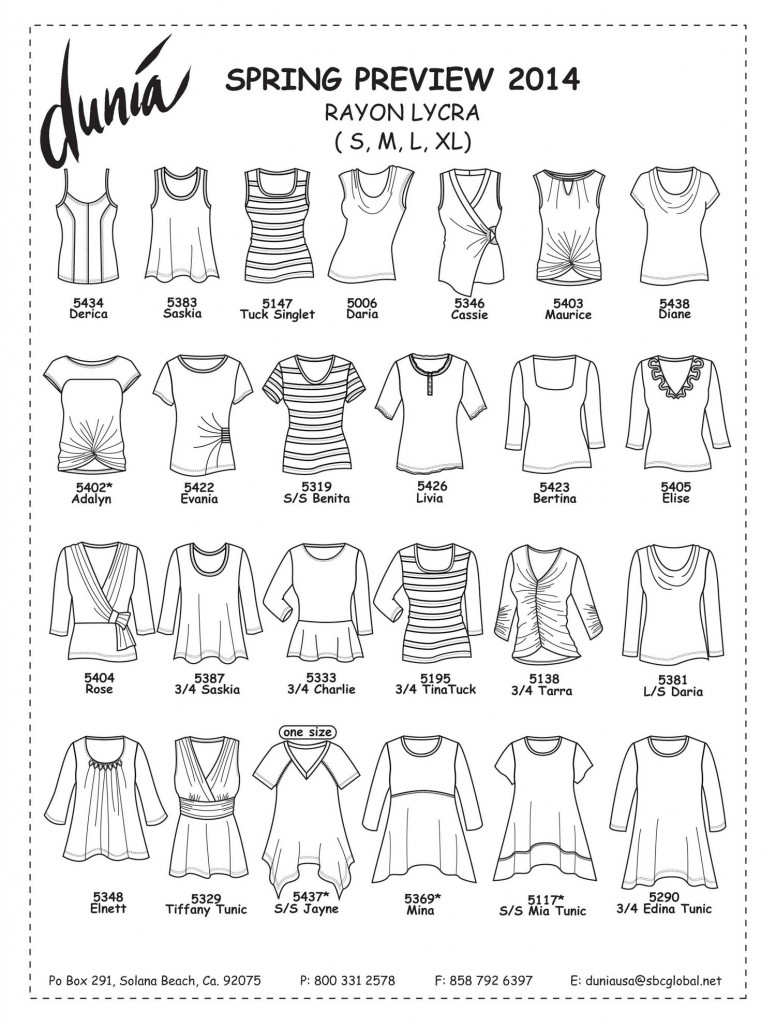 dunia
SPRING PREVIEW 2014
RAYON LYCRA
( S, M, L, XL)
5434
Derica
5383
Saskia
5147
Tuck Singlet
5006
Daria
5346
Cassie
5403
Maurice
5438
Diane
5402*
Adalyn
5422
Evania
5319
S/S Benita
5426
Livia
5423
Bertina
5405
Elise
5404
Rose
5387
3/4 Saskia
5333
3/4 Charlie
5195
3/4 TinaTuck
5138
3/4 Tarra
5381
L/S Daria
one size
5348
Elnett
5329
Tiffany Tunic
5437*
S/S Jayne
5369*
Mina
5117*
S/S Mia Tunic
5290
3/4 Edina Tunic
Po Box 291, Solana Beach, Ca. 92075 P: 800 331 2578 F: 858 792 6397 E: duniausa@sbcglobal.net